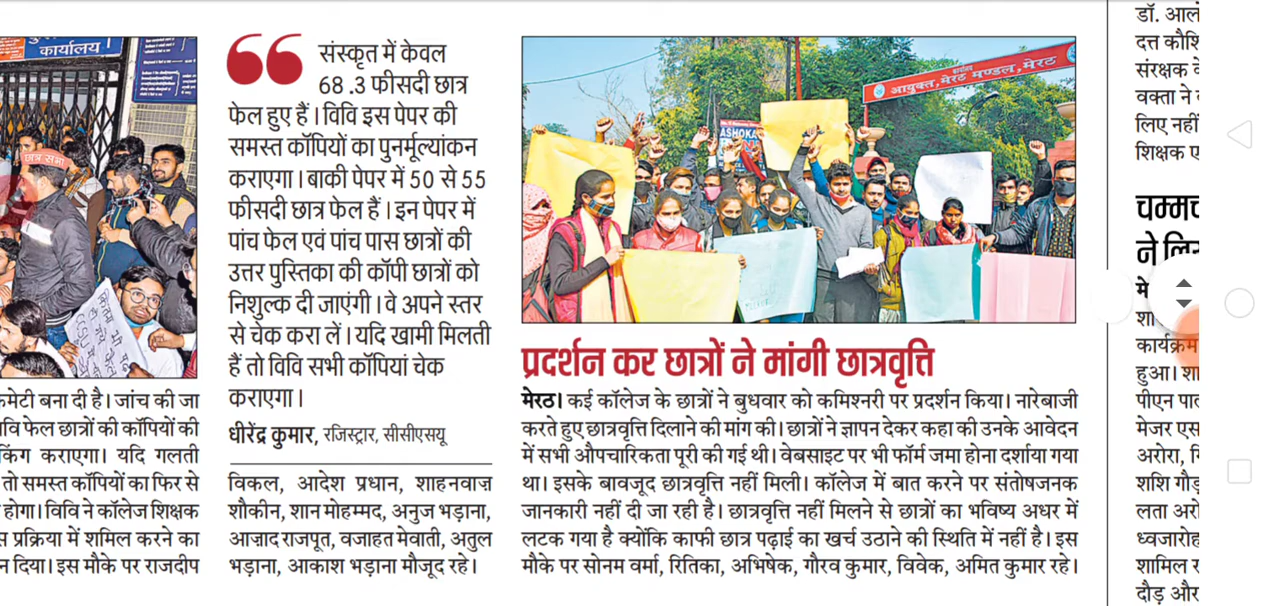 कार्यालय
छात्र सभा
कमेटी बना दी है। जांच की जा
फेल छात्रों की कॉपियों की
कराएगा। यदि गलती
तो समस्त कॉपियों का फिर से
होगा। विवि ने कॉलेज शिक्षक
प्रक्रिया में शामिल करने का
दिया। इस मौके पर राजदीप
संस्कृत में केवल
68 .3 फीसदी छात्र
फेल हुए हैं। विवि इस पेपर की
समस्त कॉपियों का पुनर्मूल्यांकन
कराएगा। बाकी पेपर में 50 से 55
फीसदी छात्र फेल हैं। इन पेपर में
पांच फेल एवं पांच पास छात्रों की
उत्तर पुस्तिका की कॉपी छात्रों को
निशुल्क दी जाएंगी। वे अपने स्तर
से चेक करा लें। यदि खामी मिलती
हैं तो विवि सभी कॉपियां चेक
कराएगा।
धीरेंद्र कुमार, रजिस्ट्रार, सीसीएसयू
विकल, आदेश प्रधान, शाहनवाज
शौकीन, शान मोहम्मद, अनुज भड़ाना,
आज़ाद राजपूत, वजाहत मेवाती, अतुल
भड़ाना, आकाश भड़ाना मौजूद रहे।
कार्यालय
आयुक्त, मेरठ मण्डल, मेरठ
ASHOKA
प्रदर्शन कर छात्रों ने मांगी छात्रवृत्ति
मेरठ। कई कॉलेज के छात्रों ने बुधवार को कमिश्नरी पर प्रदर्शन किया। नारेबाजी
करते हुए छात्रवृत्ति दिलाने की मांग की। छात्रों ने ज्ञापन देकर कहा की उनके आवेदन
में सभी औपचारिकता पूरी की गई थी। वेबसाइट पर भी फॉर्म जमा होना दर्शाया गया
था। इसके बावजूद छात्रवृत्ति नहीं मिली। कॉलेज में बात करने पर संतोषजनक
जानकारी नहीं दी जा रही है। छात्रवृत्ति नहीं मिलने से छात्रों का भविष्य अधर में
लटक गया है क्योंकि काफी छात्र पढ़ाई का खर्च उठाने की स्थिति में नहीं है। इस
मौके पर सोनम वर्मा, रितिका, अभिषेक, गौरव कुमार, विवेक, अमित कुमार रहे।
डॉ. आले
दत्त कौशि
संरक्षक
वक्ता ने
लिए नहीं
शिक्षक ए
चम्मच
ने
कार्यक्रम
हुआ।
पीएन पा
मेजर एस
अरोरा,
शशि गौड़
लता अरो
ध्वजारोह
शामिल
दौड़ और